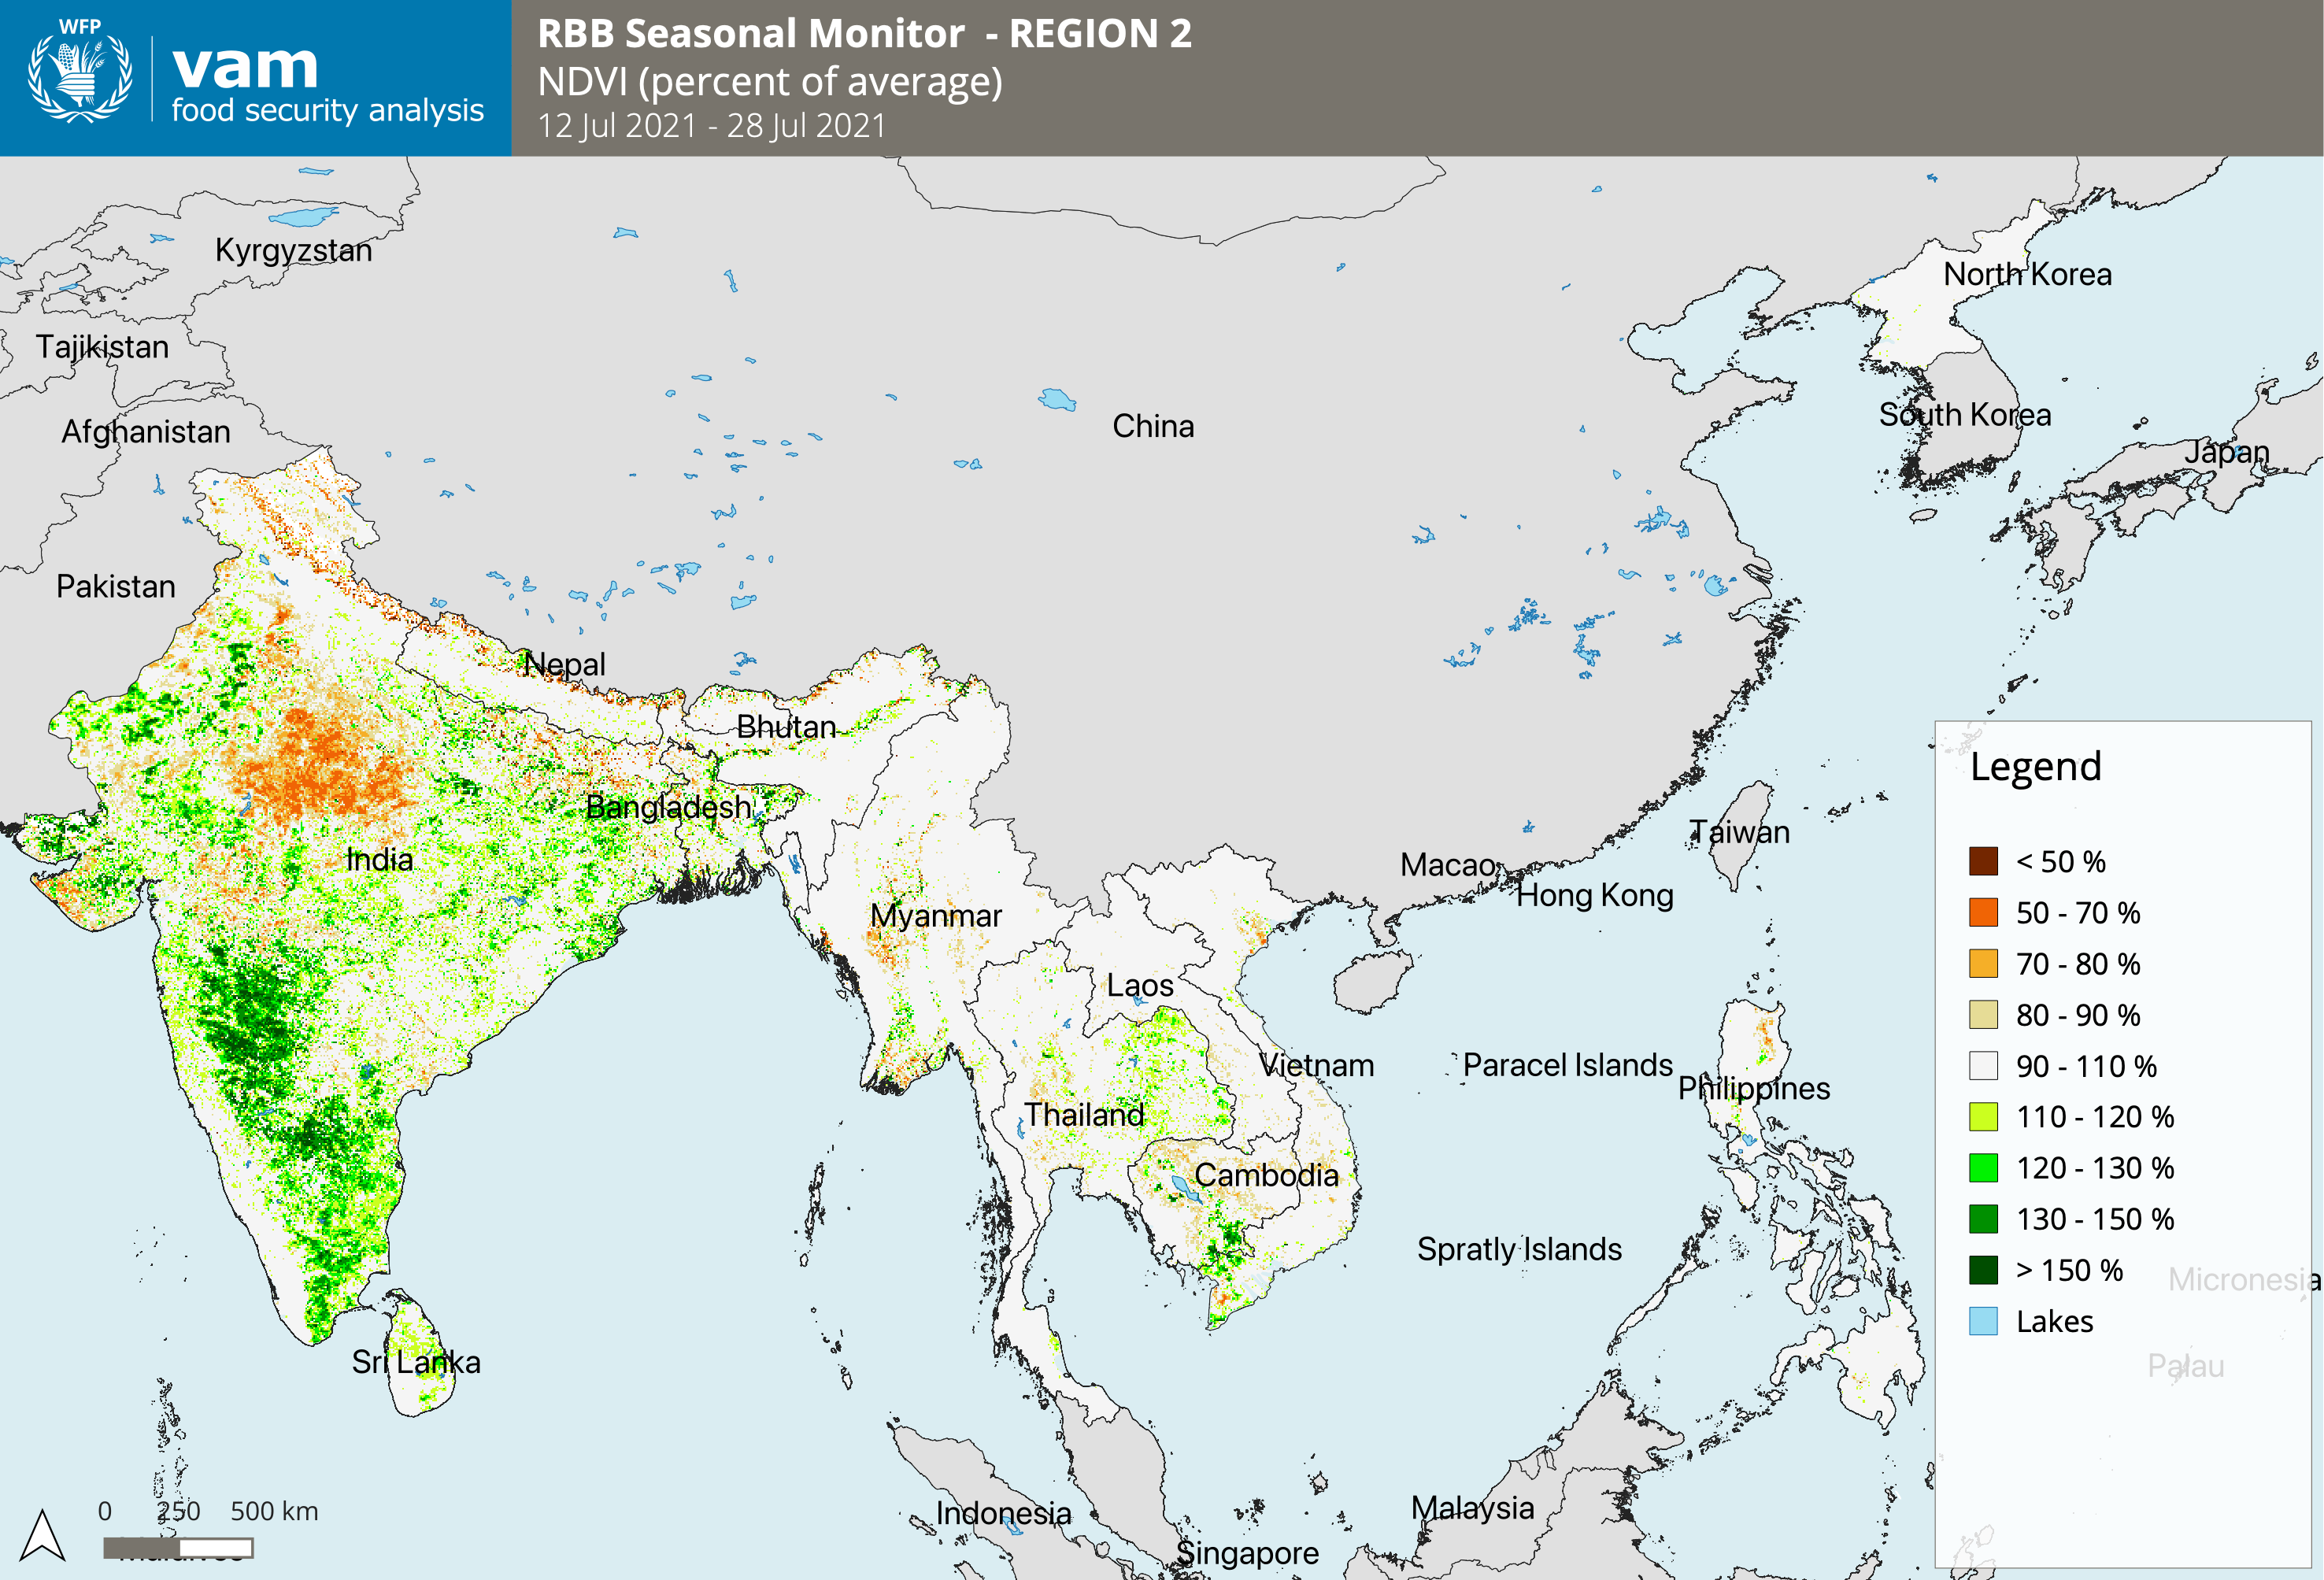 WFP
vam
food security analysis
RBB Seasonal Monitor - REGION 2
NDVI (percent of average)
12 Jul 2021 - 28 Jul 2021
Kyrgyzstan
North Korea
Tajikistan
South Korea
Afghanistan
China
Japan
Pakistan
Nepal
Bhutan
Bangladesh
Taiwan
India
Macao
Hong Kong
Myanmar
Laos
Vietnam
Paracel Islands
Philippines
Thailand
Cambodia
Spratly Islands
Sri Lanka
Indonesia
Malaysia
Singapore
Maldives
0 250 500 km
Legend
< 50 %
50 - 70 %
70 - 80 %
80 - 90 %
90 - 110 %
110 - 120 %
120 - 130 %
130 - 150 %
> 150 %
Lakes
Micronesia
Palau